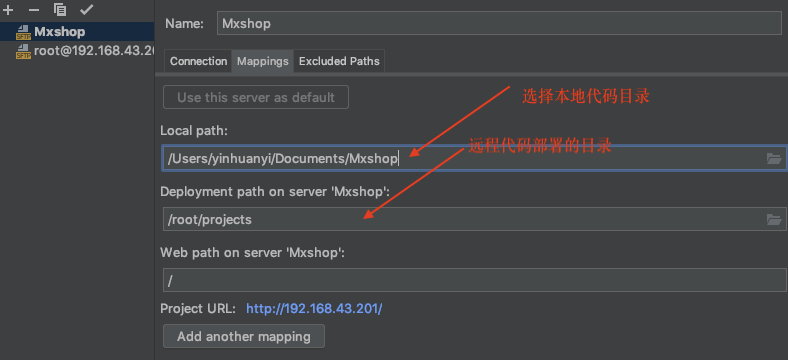 Mxshop
root@192.168.43.20
Name:
Mxshop
Connection
Mappings
Excluded Paths
Use this server as default
选择本地代码目录
Local path:
远程代码部署的目录
/Users/yinhuanyi/Documents/Mxshop
Deployment path on server 'Mxshop':
/root/projects
Web path on server 'Mxshop':
/
Project URL: http://192.168.43.201/
Add another mapping